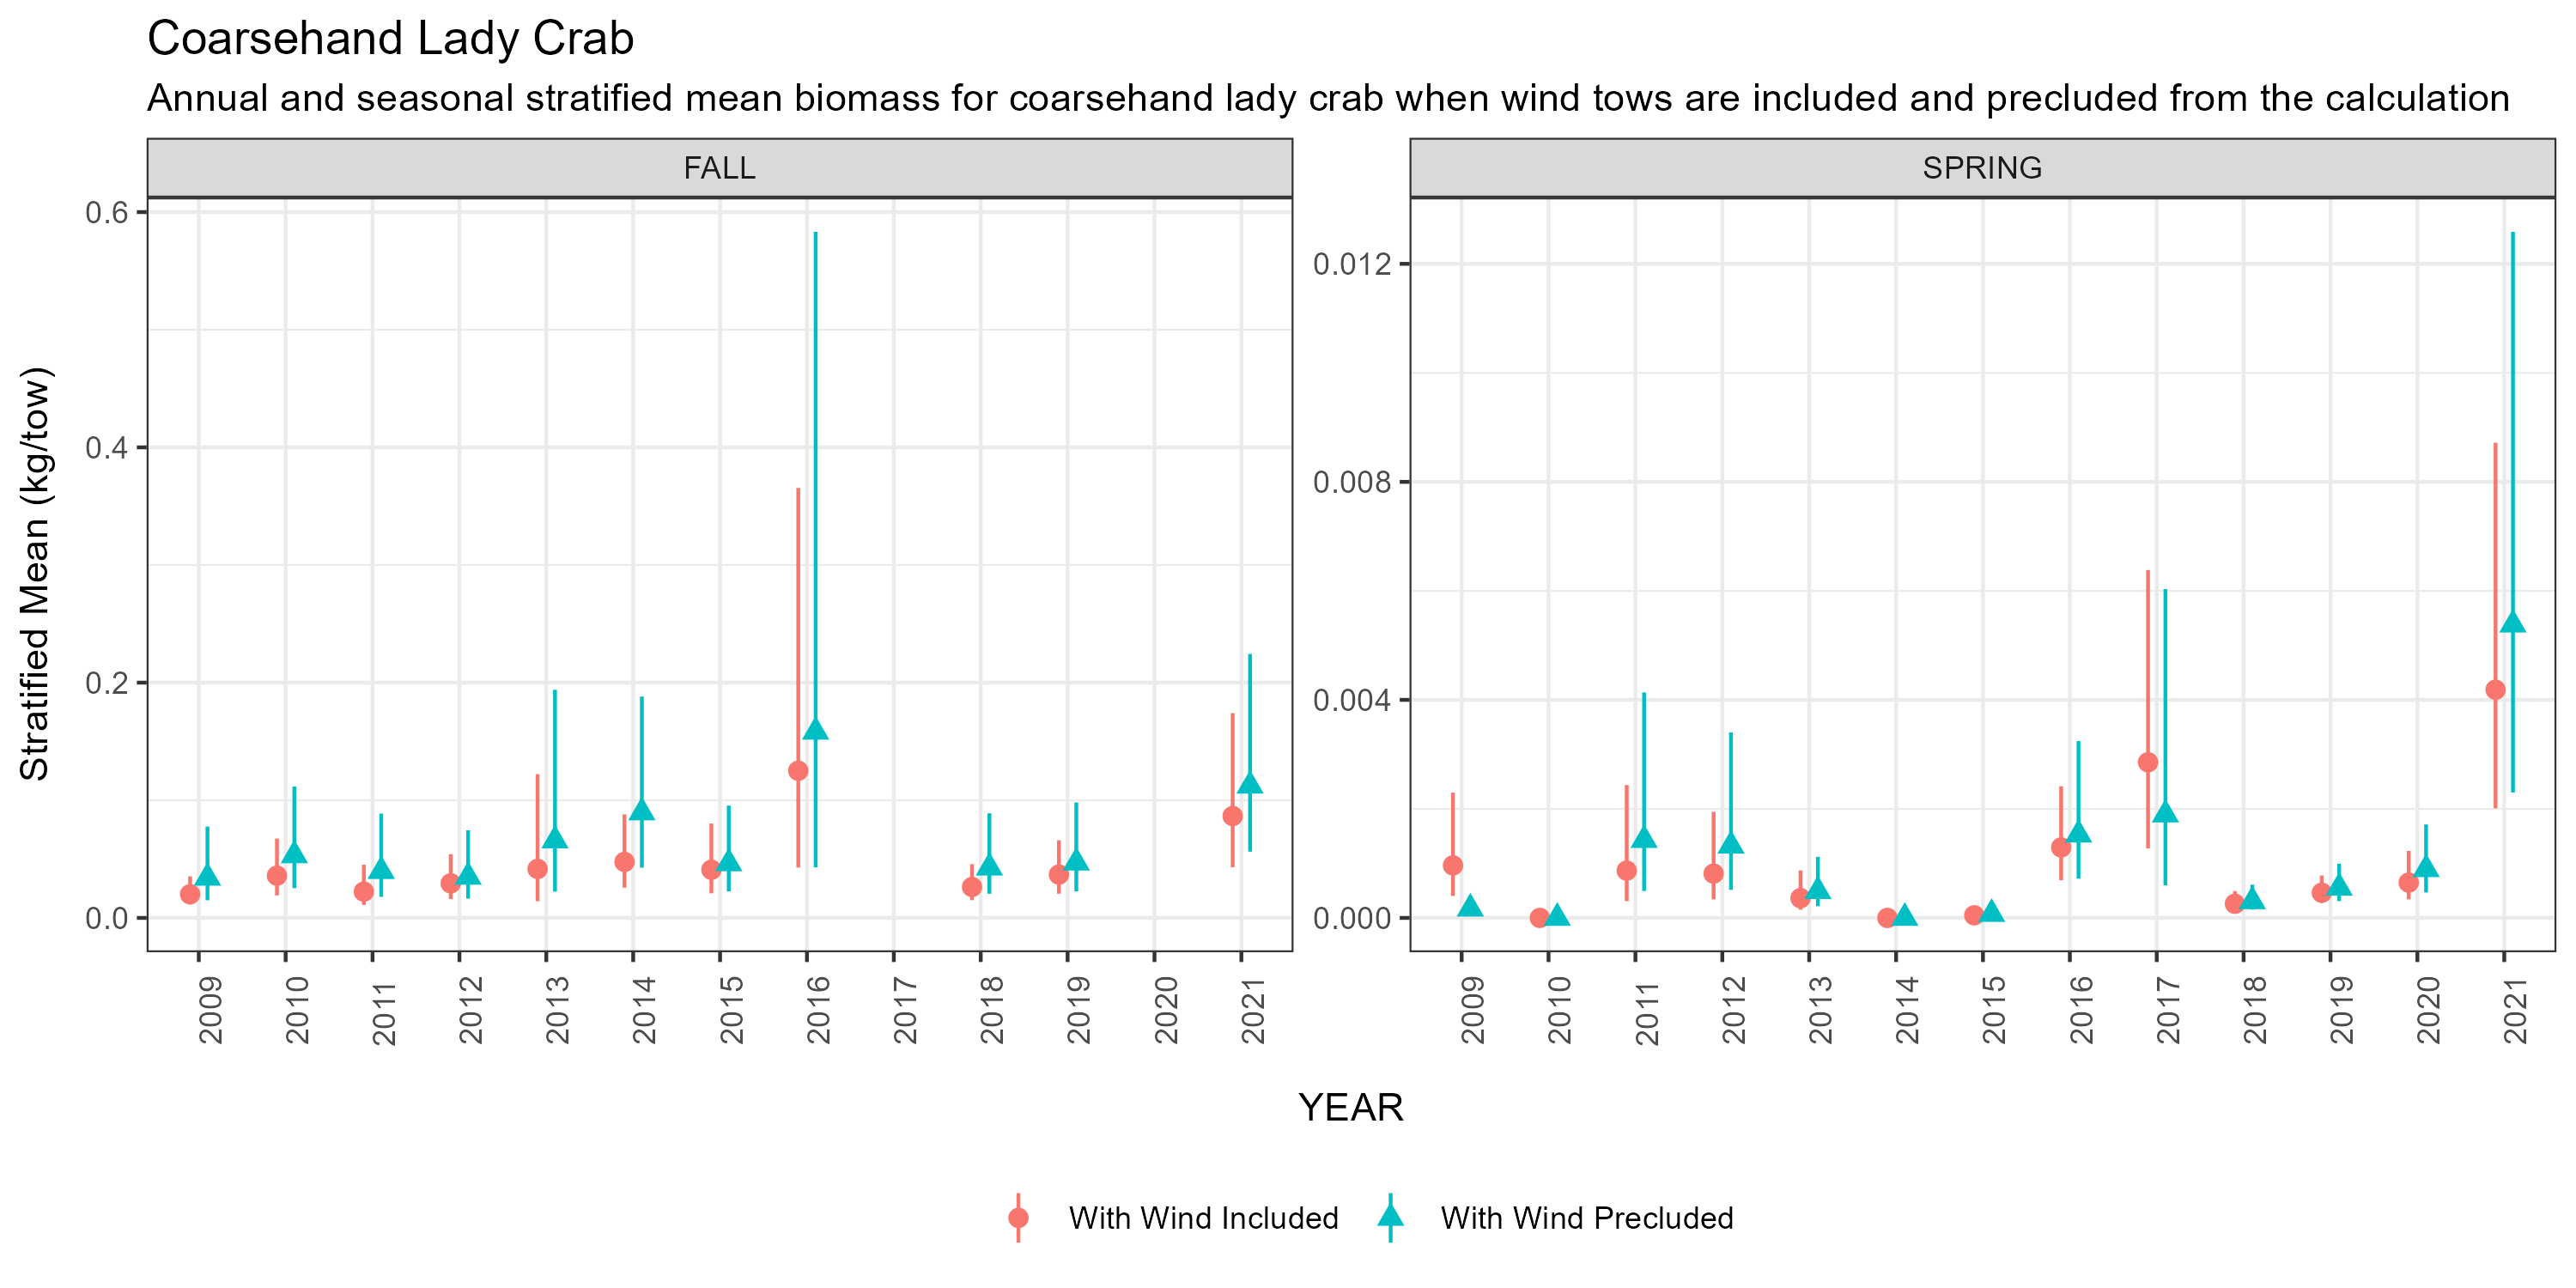 Coarsehand Lady Crab
Annual and seasonal stratified mean biomass for coarsehand lady crab when wind tows are included and precluded from the calculation
FALL
SPRING
Stratified Mean (kg/tow)
0.6
0.4
0.2
0.0
0.012
0.008
0.004
0.000
2009 2010 2011 2012 2013 2014 2015 2016 2017 2018 2019 2020 2021
2009 2010 2011 2012 2013 2014 2015 2016 2017 2018 2019 2020 2021
YEAR
With Wind Included With Wind Precluded